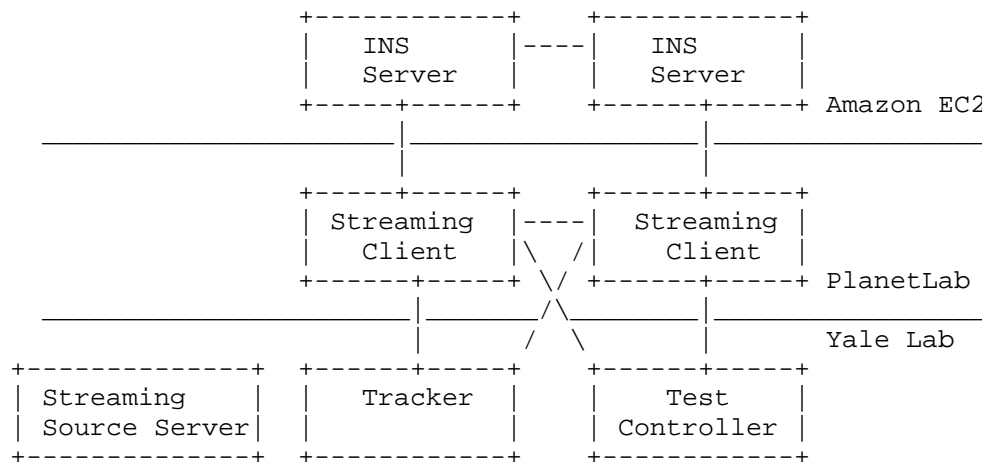 INS INS
Server Server
Amazon EC2
Streaming Streaming
Client Client
PlanetLab
Yale Lab
Streaming Tracker Test
Source Server Controller